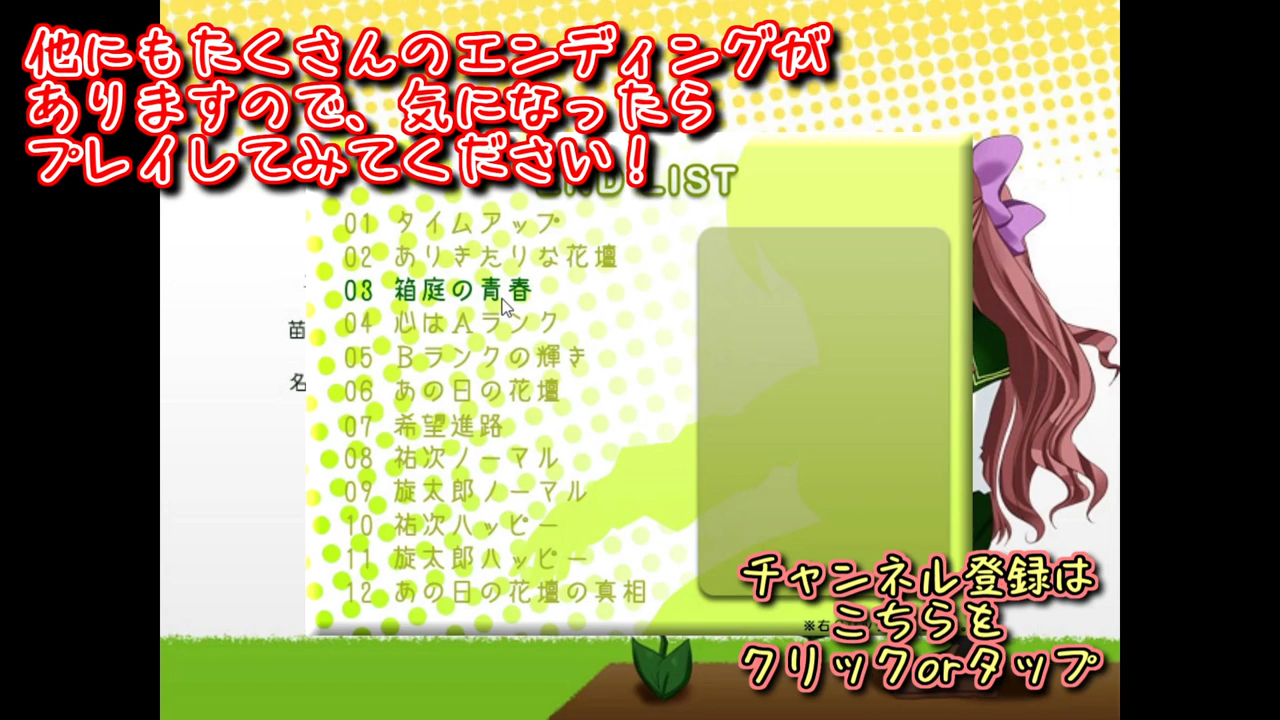 他にもたくさんのエンディングが
ありますので、気になったら
プレイしてみてください！
END LIST
01 タイムアップ
02 ありきたりな花壇
03 箱庭の青春
04 心はAランク
05 Bランクの輝き
06 あの日の花壇
07 希望進路
08 祐次ノーマル
09 旋太郎ノーマル
10 祐次ハッピー
11 旋太郎ハッピー
12 あの日の花壇の真相
苗
名
※右
チャンネル登録は
こちらを
クリックorタップ